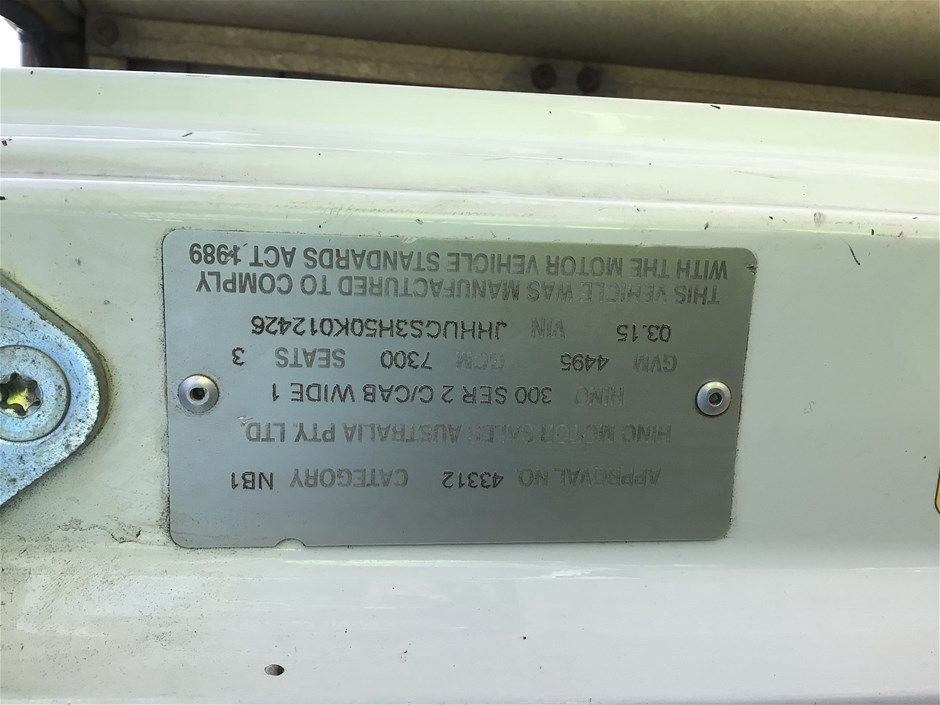 APPROVAL NO. 43312 CATEGORY NB1
HINO MOTOR SALES AUSTRALIA PTY. LTD.
HINO 300 SER 2 C/CAB WIDE 1
GVM 4495 GCM 7300 SEATS 3
03.15 VIN JHHUCS3H50K012426
THIS VEHICLE WAS MANUFACTURED TO COMPLY
WITH THE MOTOR VEHICLE STANDARDS ACT 1989